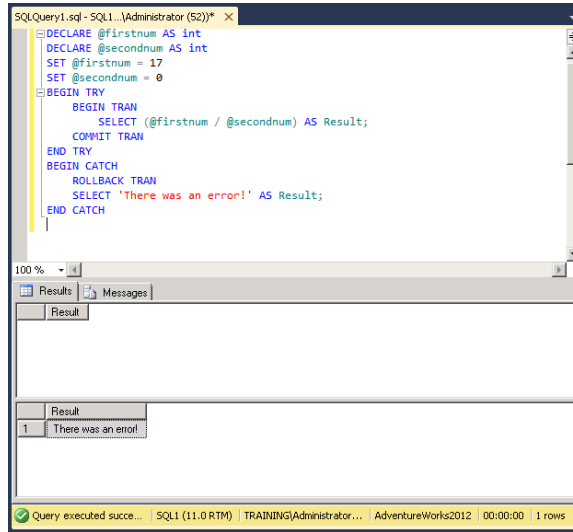 SQLQuery1.sql - SQL1...\Administrator (52))* ×
DECLARE @firstnum AS int
DECLARE @secondnum AS int
SET @firstnum = 17
SET @secondnum = 0
BEGIN TRY
BEGIN TRAN
SELECT (@firstnum / @secondnum) AS Result;
COMMIT TRAN
END TRY
BEGIN CATCH
ROLLBACK TRAN
SELECT 'There was an error!' AS Result;
END CATCH
100 %
Results Messages
Result
Result
1 There was an error!
Query executed succe... SQL1 (11.0 RTM) TRAINING\Administrator... AdventureWorks2012 00:00:00 1 rows